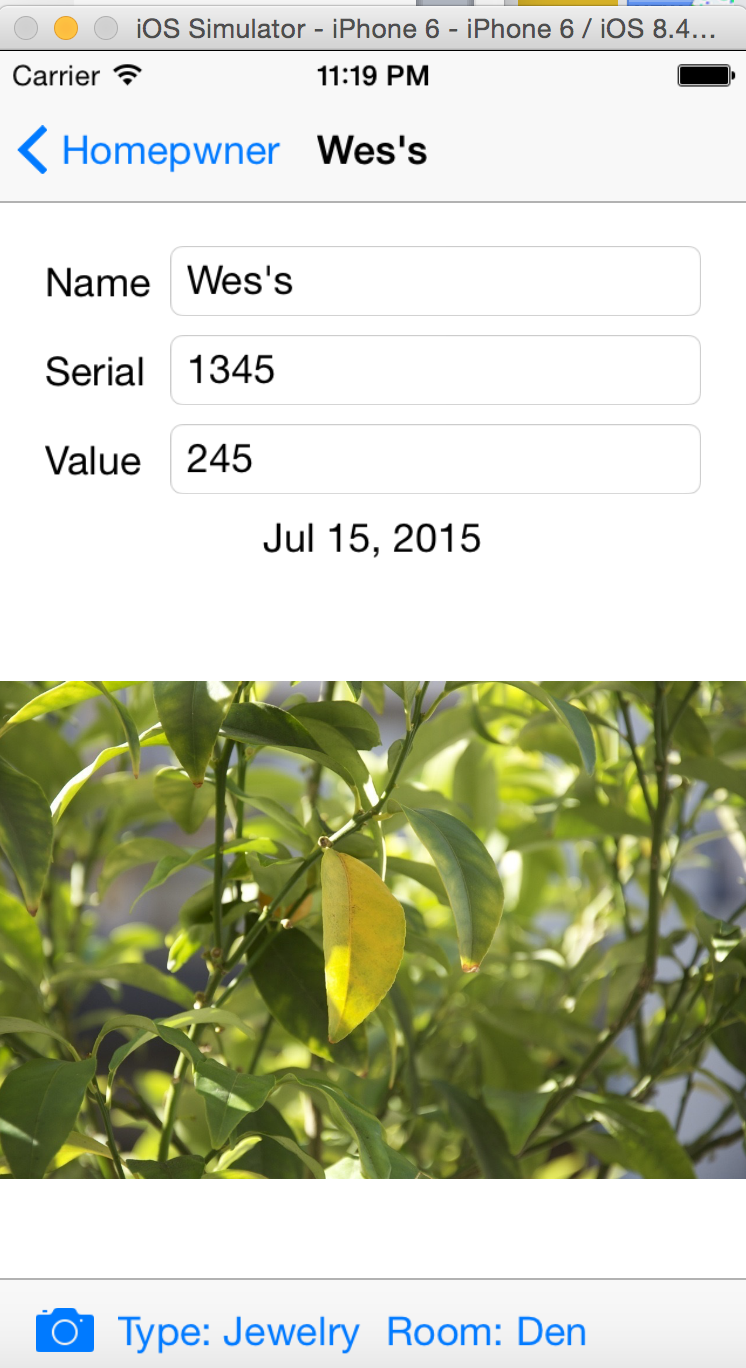 iOS Simulator - iPhone 6 - iPhone 6 / iOS 8.4...
Carrier 11:19 PM
Homepwner Wes's
Name Wes's
Serial 1345
Value 245
Jul 15, 2015
Type: Jewelry Room: Den